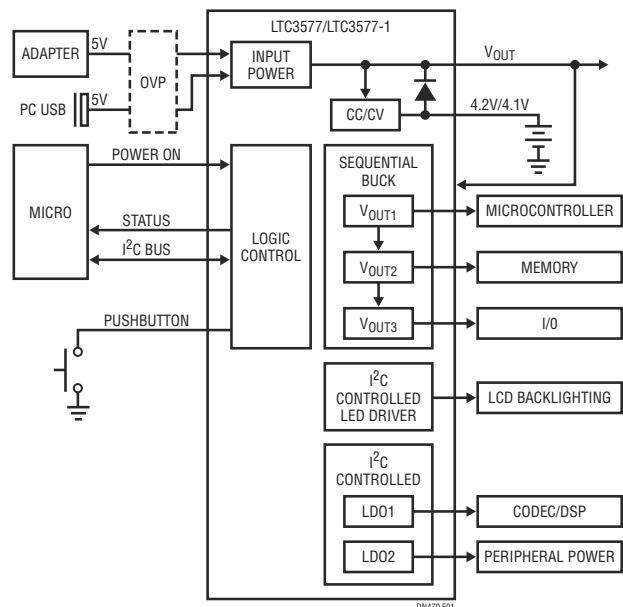 LTC3577/LTC3577-1
ADAPTER
5V
OVP
INPUT
POWER
VOUT
PC USB
5V
CC/CV
4.2V/4.1V
POWER ON
MICRO
STATUS
I2C BUS
LOGIC
CONTROL
PUSHBUTTON
SEQUENTIAL
BUCK
VOUT1
MICROCONTROLLER
VOUT2
MEMORY
VOUT3
I/0
I2C
CONTROLLED
LED DRIVER
LCD BACKLIGHTING
I2C
CONTROLLED
LDO1
CODEC/DSP
LDO2
PERIPHERAL POWER
DN470 F01